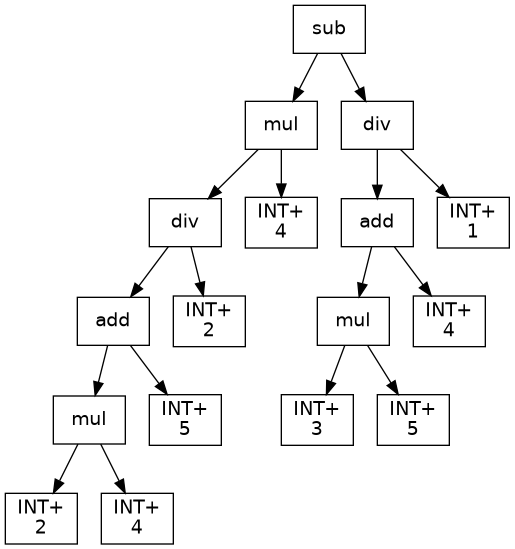 sub
mul
div
div
INT+
4
add
INT+
1
add
INT+
2
mul
INT+
4
mul
INT+
5
INT+
3
INT+
5
INT+
2
INT+
4